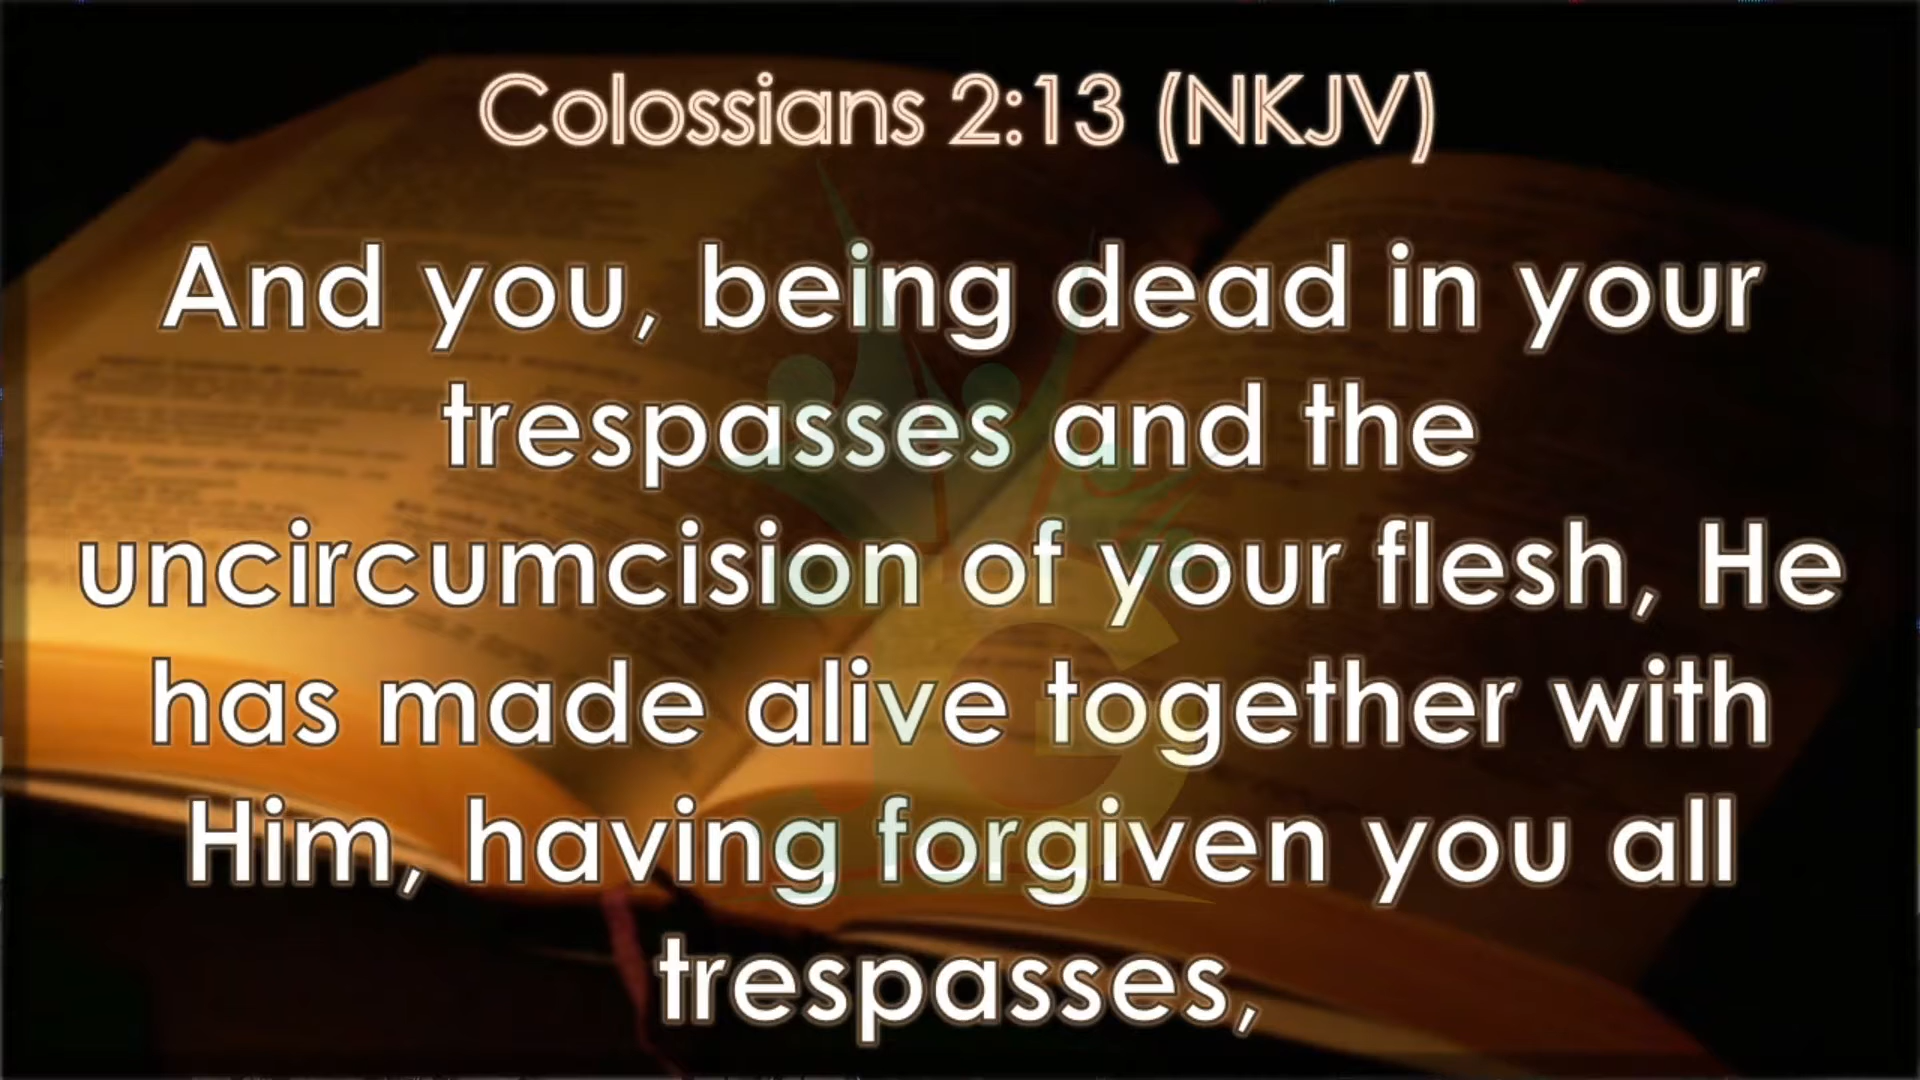 Colossians 2:13 (NKJV)
And you, being dead in your
trespasses and the
uncircumcision of your flesh, He
has made alive together with
Him, having forgiven you all
trespasses,